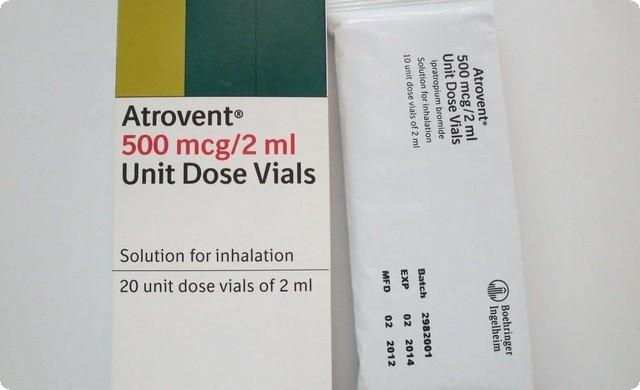 Atrovent®
500 mcg/2 ml
Unit Dose Vials
Solution for inhalation
20 unit dose vials of 2 ml
Atrovent®
500 mcg/2 ml
Unit Dose Vials
ipratropium bromide
Solution for inhalation
10 unit dose vials of 2 ml
Boehringer
Ingelheim
Batch 2982001
EXP 02 2014
MFD 02 2012